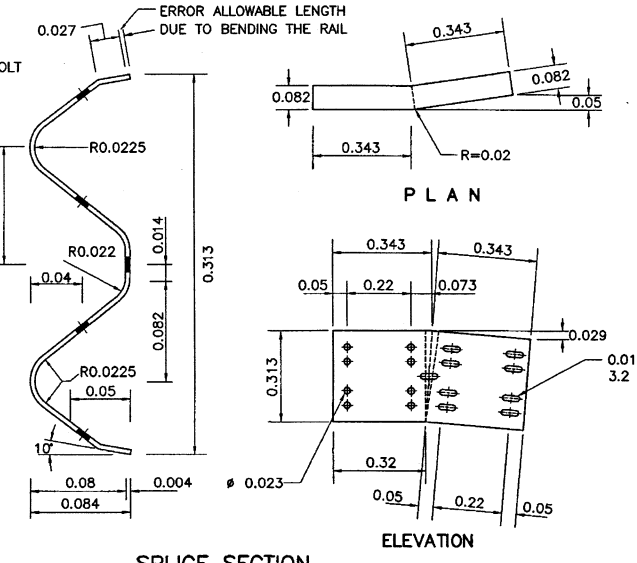 ERROR ALLOWABLE LENGTH
DUE TO BENDING THE RAIL
0.027
OLT
R0.0225
R0.022
0.014
0.313
0.04
0.082
R0.0225
0.05
10°
0.08
0.004
0.084
SPLICE SECTION
0.343
0.082
0.082
0.05
0.343
R=0.02
PLAN
0.343
0.343
0.05
0.22
0.073
0.029
0.313
0.01
3.2
0.32
ø 0.023
0.05
0.22
0.05
ELEVATION